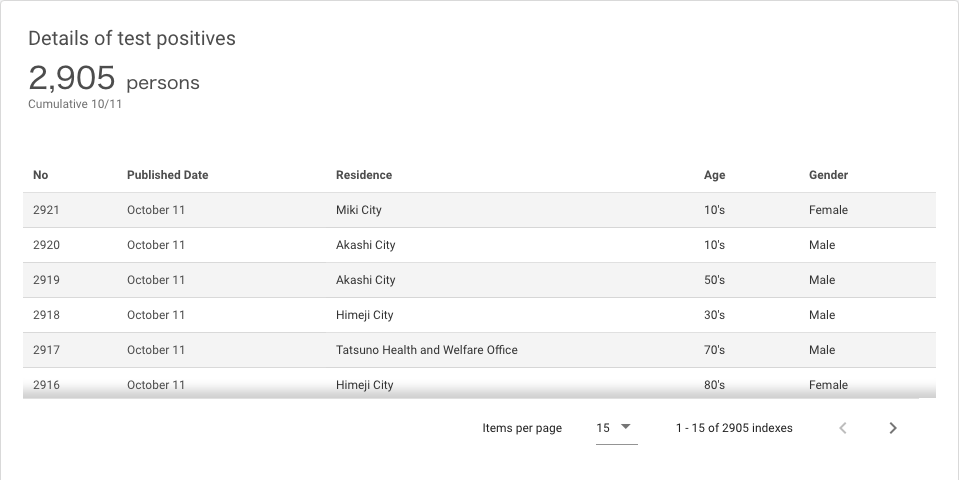 Details of test positives
2,905 persons
Cumulative 10/11
No Published Date Residence Age Gender
2921 October 11 Miki City 10's Female
2920 October 11 Akashi City 10's Male
2919 October 11 Akashi City 50's Male
2918 October 11 Himeji City 30's Male
2917 October 11 Tatsuno Health and Welfare Office 70's Male
2916 October 11 Himeji City 80's Female
Items per page 15 1 - 15 of 2905 indexes